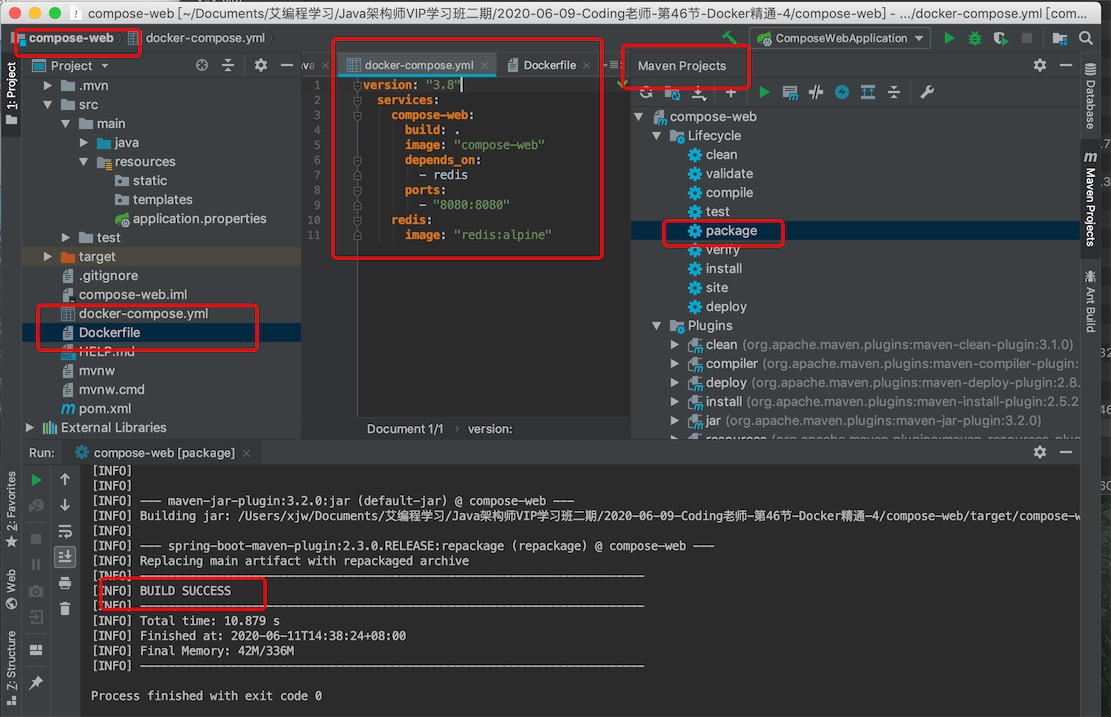 compose-web [~/Documents/艾编程学习/Java架构师VIP学习班二期/2020-06-09-Coding老师-第46节-Docker精通-4/compose-web] - .../docker-compose.yml [com...
compose-web
docker-compose.yml
ComposeWebApplication
1: Project
Project
.mvn
src
main
java
resources
static
templates
application.properties
test
target
.gitignore
compose-web.iml
docker-compose.yml
Dockerfile
HELP.md
mvnw
mvnw.cmd
pom.xml
External Libraries
docker-compose.yml
Dockerfile
1 version: "3.8"
2 services:
3 compose-web:
4 build: .
5 image: "compose-web"
6 depends_on:
7 - redis
8 ports:
9 - "8080:8080"
10 redis:
11 image: "redis:alpine"
Document 1/1
version:
Maven Projects
compose-web
Lifecycle
clean
validate
compile
test
package
verify
install
site
deploy
Plugins
clean (org.apache.maven.plugins:maven-clean-plugin:3.1.0)
compiler (org.apache.maven.plugins:maven-compiler-plugin:
deploy (org.apache.maven.plugins:maven-deploy-plugin:2.8.
install (org.apache.maven.plugins:maven-install-plugin:2.5.2
jar (org.apache.maven.plugins:maven-jar-plugin:3.2.0)
Database
Maven Projects
Ant Build
Run:
compose-web [package]
[INFO]
[INFO]
[INFO] --- maven-jar-plugin:3.2.0:jar (default-jar) @ compose-web ---
[INFO] Building jar: /Users/xjw/Documents/艾编程学习/Java架构师VIP学习班二期/2020-06-09-Coding老师-第46节-Docker精通-4/compose-web/target/compose-w
[INFO]
[INFO] --- spring-boot-maven-plugin:2.3.0.RELEASE:repackage (repackage) @ compose-web ---
[INFO] Replacing main artifact with repackaged archive
[INFO] ------------------------------------------------------------------------
[INFO] BUILD SUCCESS
[INFO] ------------------------------------------------------------------------
[INFO] Total time: 10.879 s
[INFO] Finished at: 2020-06-11T14:38:24+08:00
[INFO] Final Memory: 42M/336M
[INFO] ------------------------------------------------------------------------
Process finished with exit code 0
2: Favorites
Web
Z: Structure